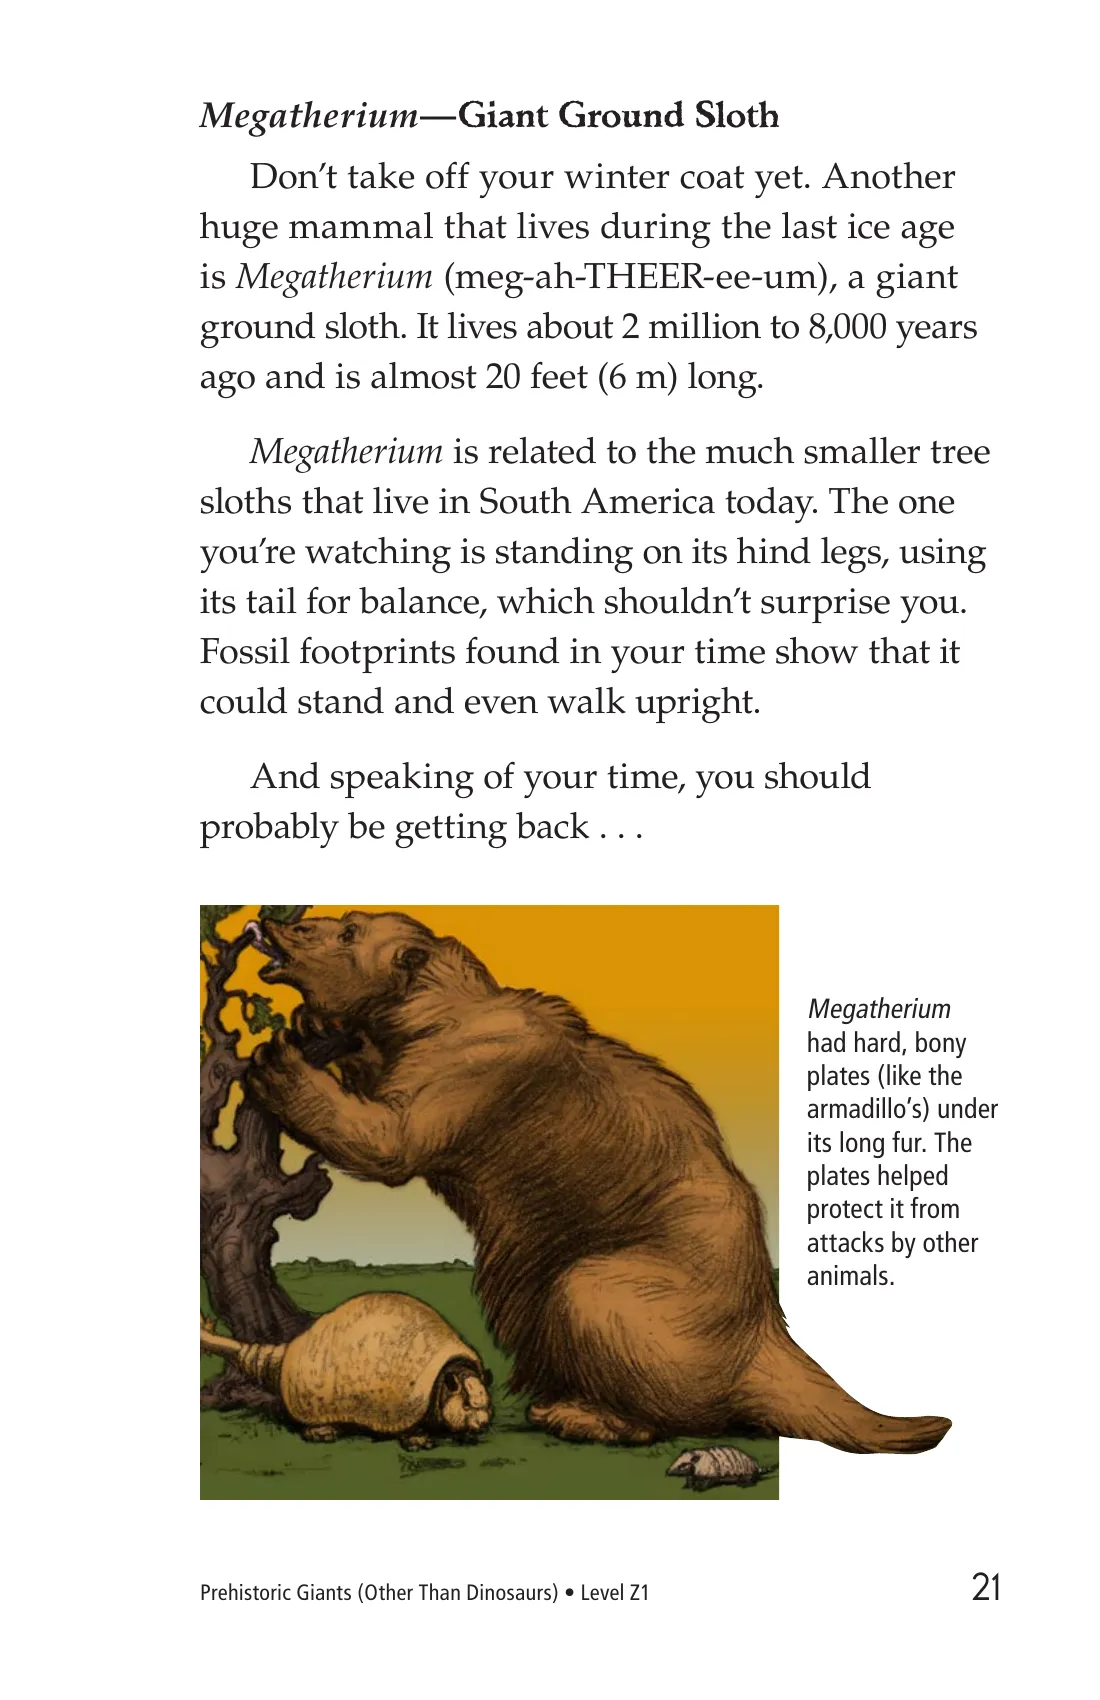 Megatherium—Giant Ground Sloth
Don’t take off your winter coat yet. Another
huge mammal that lives during the last ice age
is Megatherium (meg-ah-THEER-ee-um), a giant
ground sloth. It lives about 2 million to 8,000 years
ago and is almost 20 feet (6 m) long.
Megatherium is related to the much smaller tree
sloths that live in South America today. The one
you’re watching is standing on its hind legs, using
its tail for balance, which shouldn’t surprise you.
Fossil footprints found in your time show that it
could stand and even walk upright.
And speaking of your time, you should
probably be getting back . . .
Megatherium
had hard, bony
plates (like the
armadillo’s) under
its long fur. The
plates helped
protect it from
attacks by other
animals.
Prehistoric Giants (Other Than Dinosaurs) • Level Z1
21